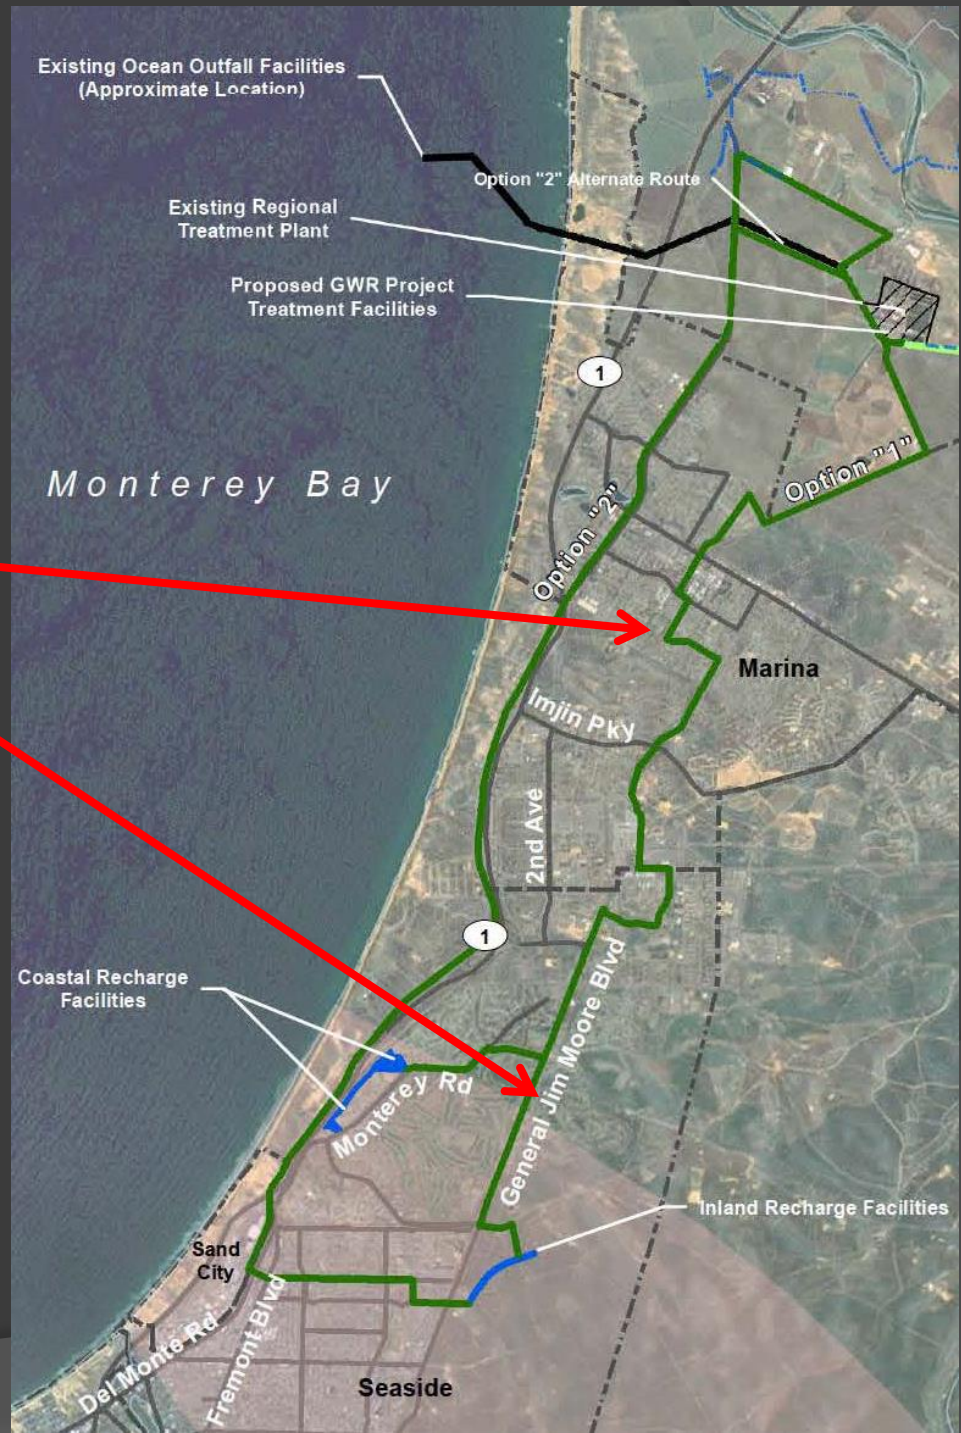 Existing Ocean Outfall Facilities
(Approximate Location)
Option "2" Alternate Route
Existing Regional
Treatment Plant
Proposed GWR Project
Treatment Facilities
1
Monterey Bay
Option "1"
Option "2"
Marina
Imjin Pky
2nd Ave
1
General Jim Moore Blvd
Coastal Recharge
Facilities
Monterey Rd
Inland Recharge Facilities
Sand
City
Del Monte Rd
Fremont Blvd
Seaside